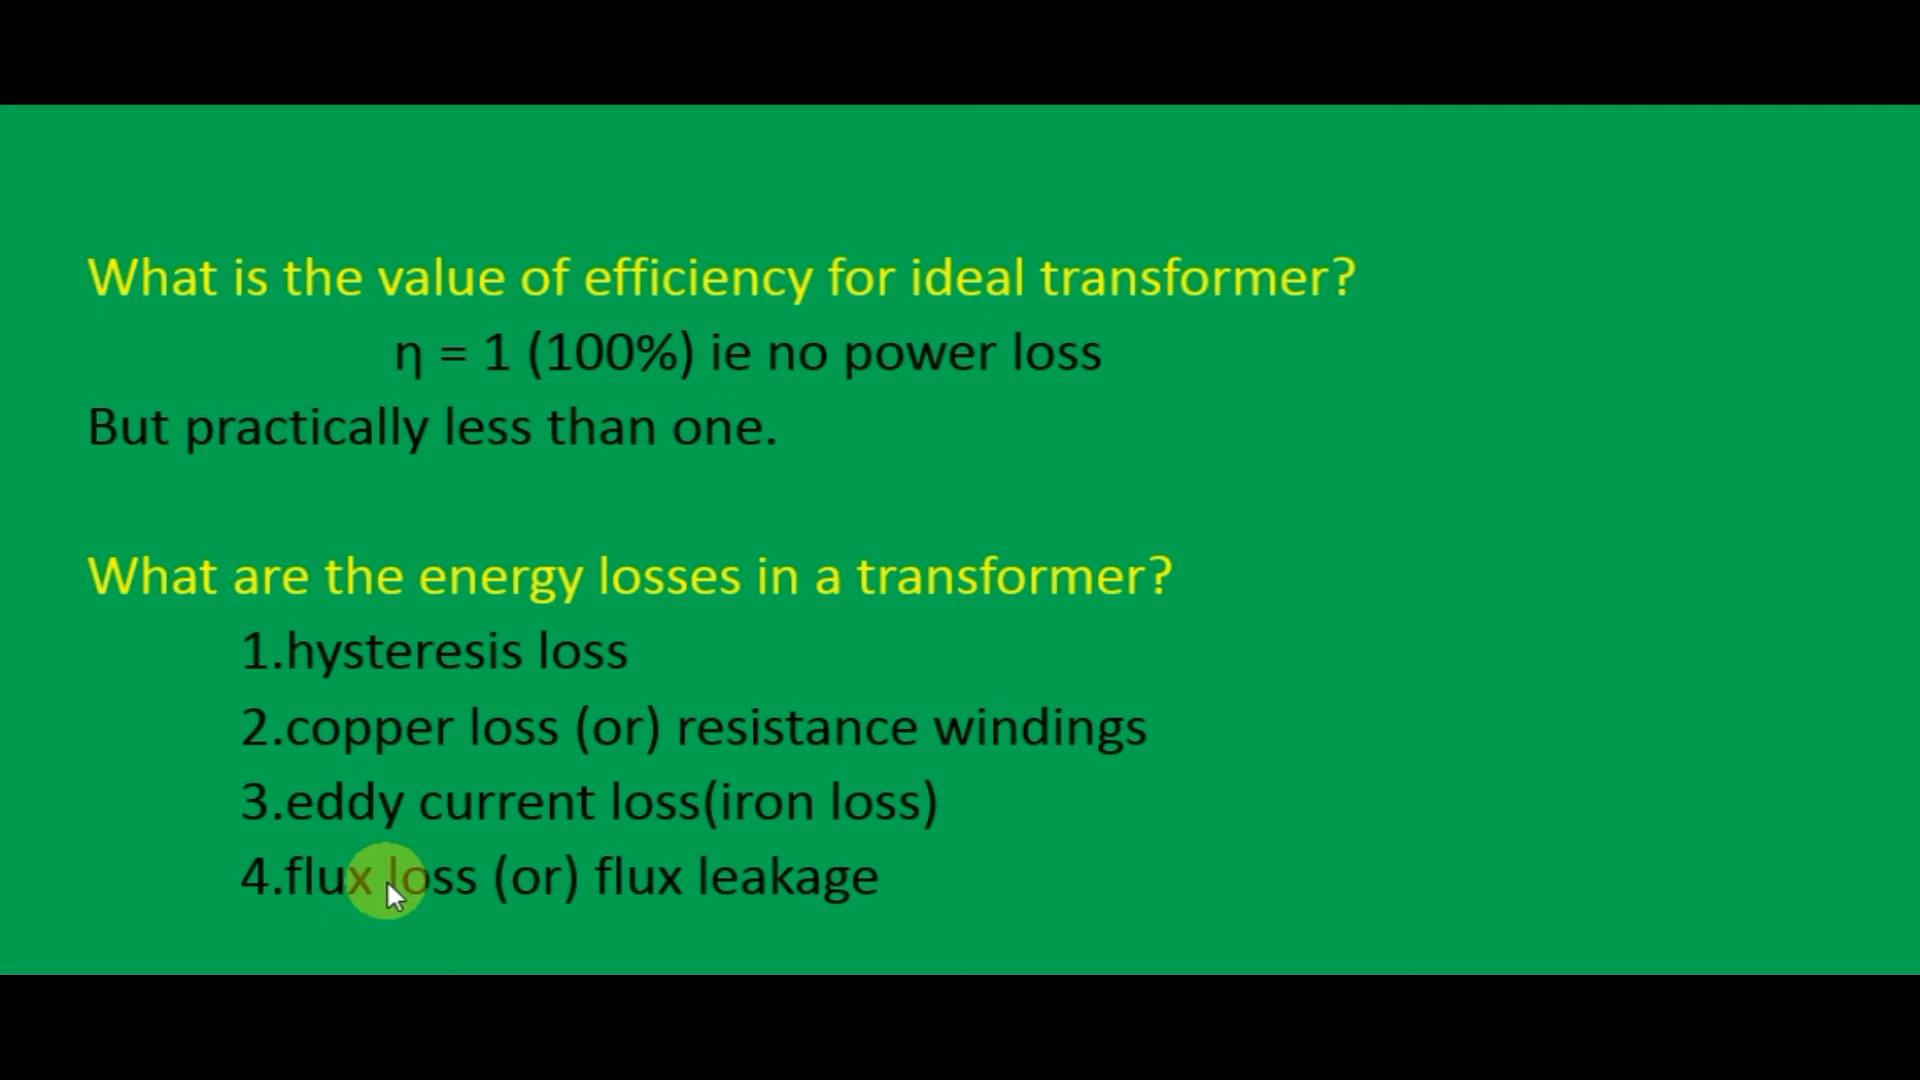 What is the value of efficiency for ideal transformer?
η = 1 (100%) ie no power loss
But practically less than one.
What are the energy losses in a transformer?
1.hysteresis loss
2.copper loss (or) resistance windings
3.eddy current loss(iron loss)
4.flux loss (or) flux leakage